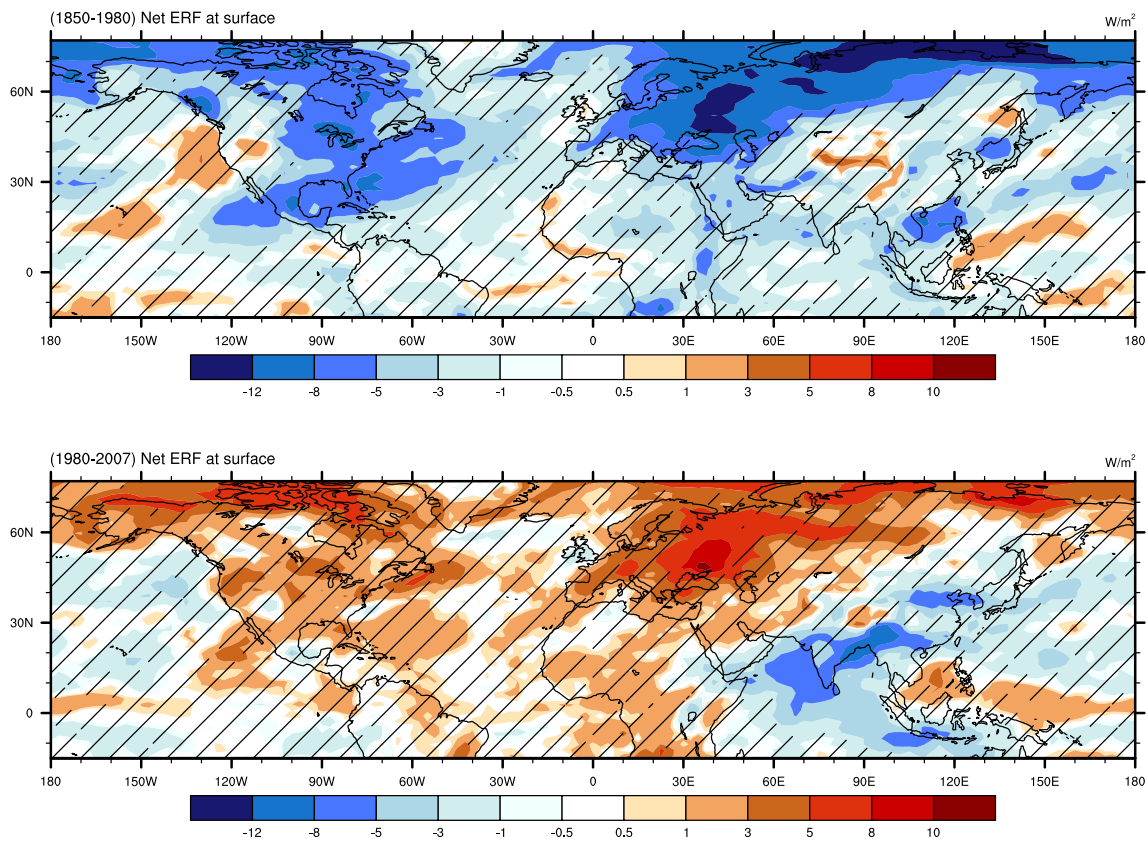 (1850-1980) Net ERF at surface W/m²
60N
30N
0
180 150W 120W 90W 60W 30W 0 30E 60E 90E 120E 150E 180
-12 -8 -5 -3 -1 -0.5 0.5 1 3 5 8 10
(1980-2007) Net ERF at surface W/m²
60N
30N
0
180 150W 120W 90W 60W 30W 0 30E 60E 90E 120E 150E 180
-12 -8 -5 -3 -1 -0.5 0.5 1 3 5 8 10